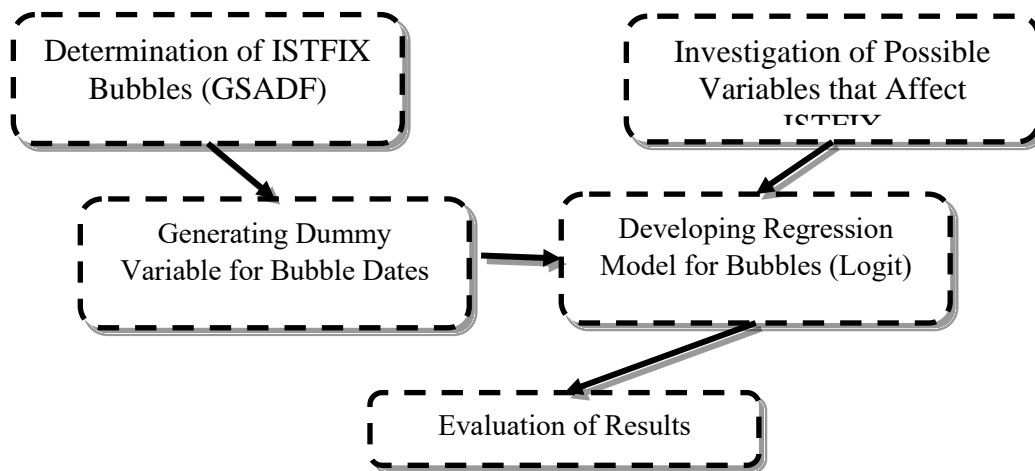 Determination of ISTFIX
Bubbles (GSADF)
Investigation of Possible
Variables that Affect
ISTFIX
Generating Dummy
Variable for Bubble Dates
Developing Regression
Model for Bubbles (Logit)
Evaluation of Results